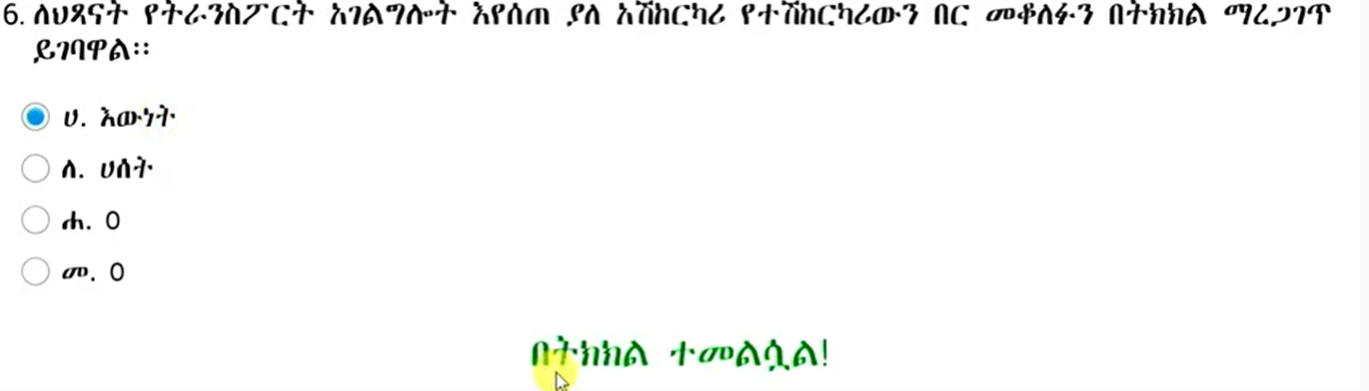 6. ለህጻናት የትራንስፖርት አገልግሎት እየሰጠ ያለ አሽከርካሪ የተሽከርካሪውን በር መቆለፉን በትክክል ማረጋገጥ
ይገባዋል፡፡
ሀ. እውነት
ለ. ሀሰት
ሐ. 0
መ. 0
በትክክል ተመልሷል!